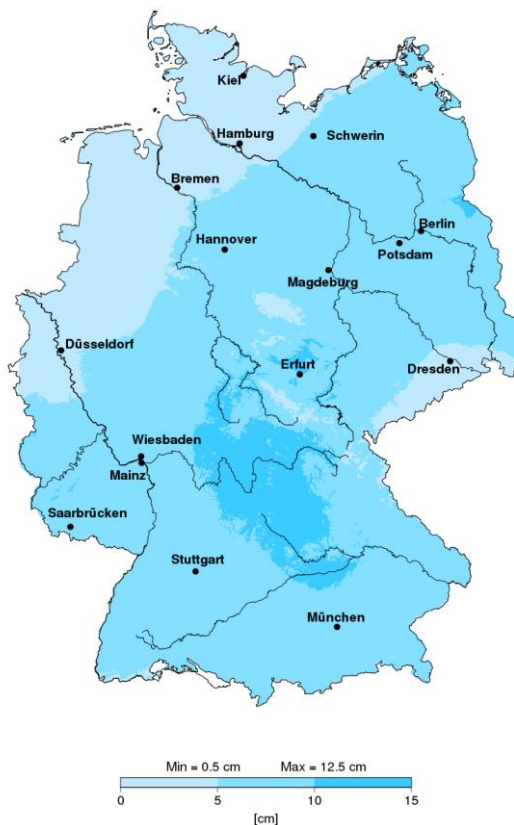 Kiel
Hamburg
Schwerin
Bremen
Berlin
Hannover
Potsdam
Magdeburg
Düsseldorf
Erfurt
Dresden
Wiesbaden
Mainz
Saarbrücken
Stuttgart
München
Min = 0.5 cm Max = 12.5 cm
0 5 10 15
[cm]